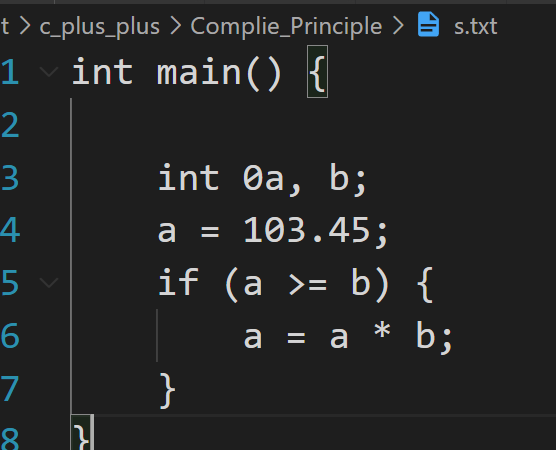 t > c_plus_plus > Complie_Principle > s.txt
1 int main() {
2
3 int 0a, b;
4 a = 103.45;
5 if (a >= b) {
6 a = a * b;
7 }
8 }